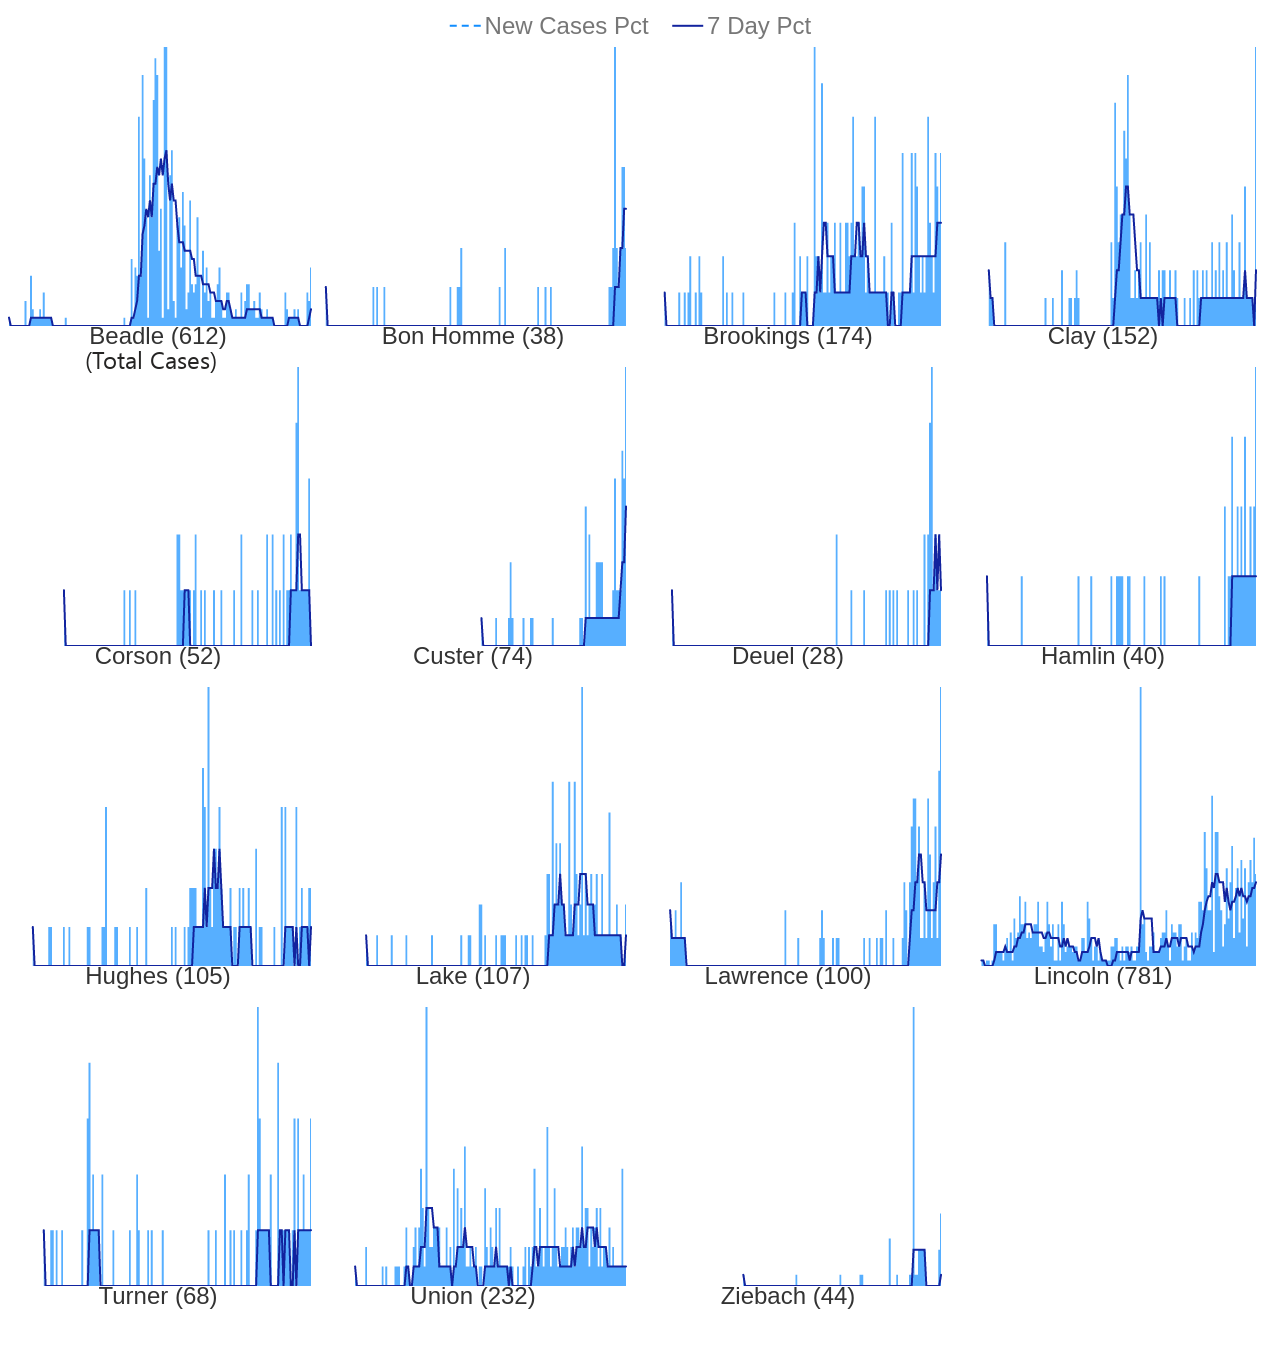 New Cases Pct 7 Day Pct
Beadle (612) Bon Homme (38) Brookings (174) Clay (152)
(Total Cases)
Corson (52) Custer (74) Deuel (28) Hamlin (40)
Hughes (105) Lake (107) Lawrence (100) Lincoln (781)
Turner (68) Union (232) Ziebach (44)